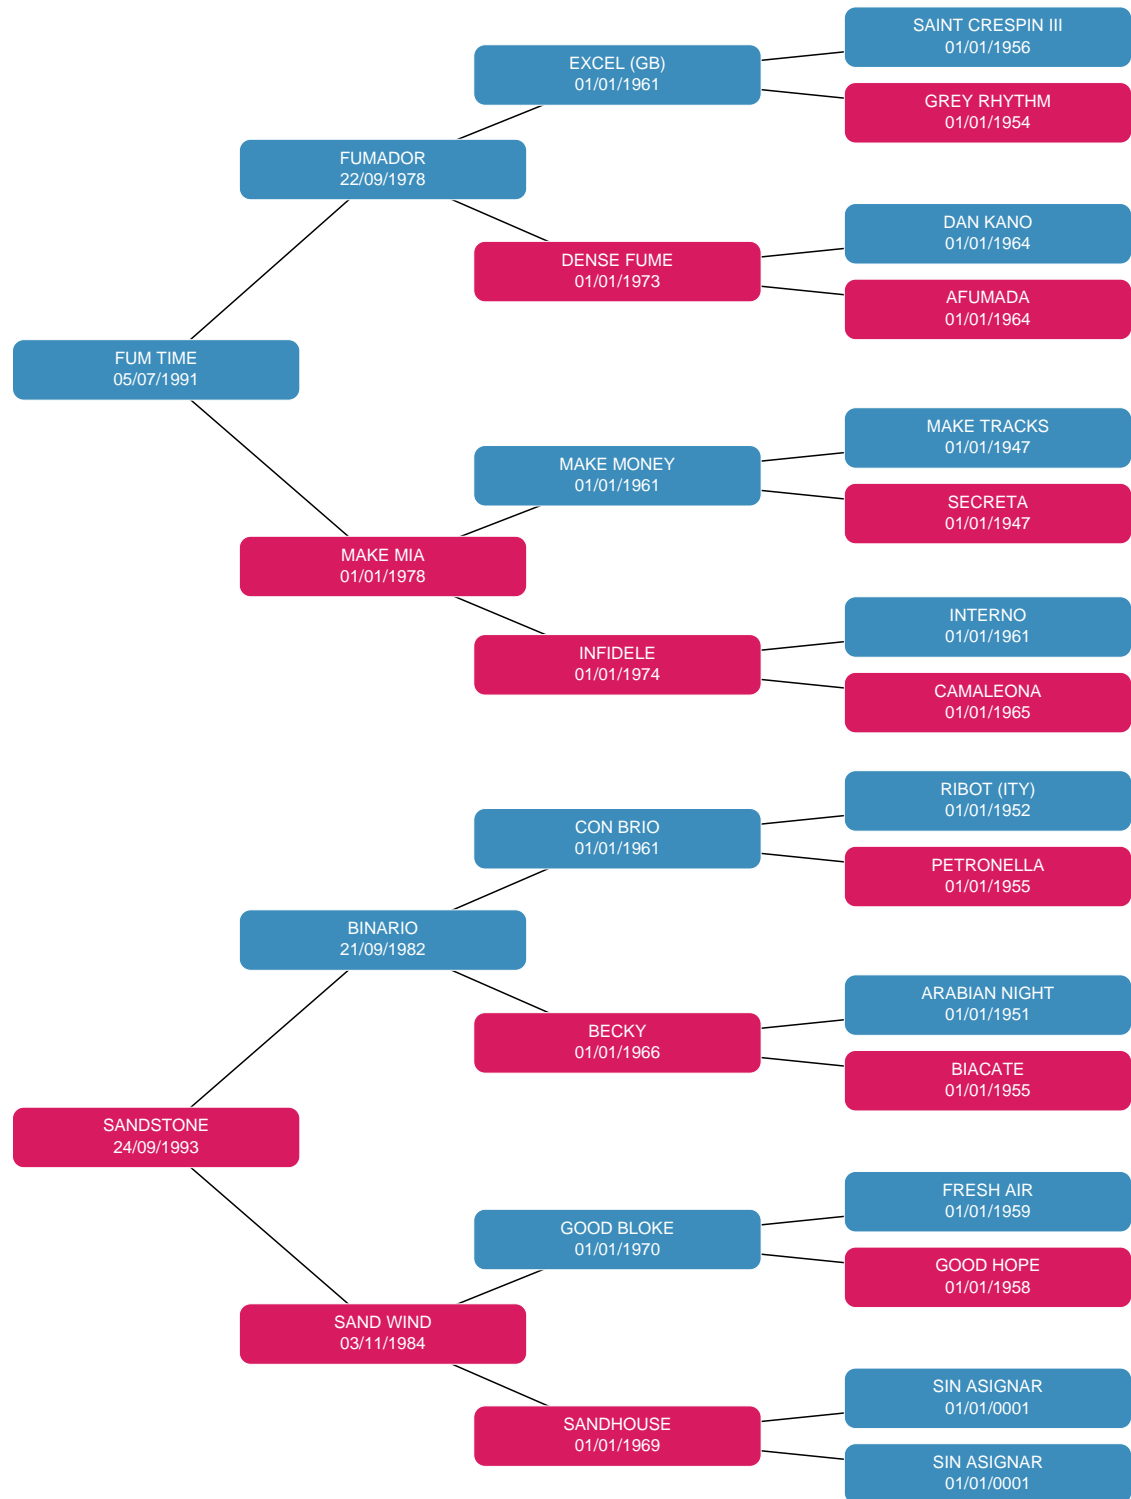 SAINT CRESPIN III
01/01/1956
EXCEL (GB)
01/01/1961
GREY RHYTHM
01/01/1954
FUMADOR
22/09/1978
DAN KANO
01/01/1964
DENSE FUME
01/01/1973
AFUMADA
01/01/1964
FUM TIME
05/07/1991
MAKE TRACKS
01/01/1947
MAKE MONEY
01/01/1961
SECRETA
01/01/1947
MAKE MIA
01/01/1978
INTERNO
01/01/1961
INFIDELE
01/01/1974
CAMALEONA
01/01/1965
RIBOT (ITY)
01/01/1952
CON BRIO
01/01/1961
PETRONELLA
01/01/1955
BINARIO
21/09/1982
ARABIAN NIGHT
01/01/1951
BECKY
01/01/1966
BIACATE
01/01/1955
SANDSTONE
24/09/1993
FRESH AIR
01/01/1959
GOOD BLOKE
01/01/1970
GOOD HOPE
01/01/1958
SAND WIND
03/11/1984
SIN ASIGNAR
01/01/0001
SANDHOUSE
01/01/1969
SIN ASIGNAR
01/01/0001